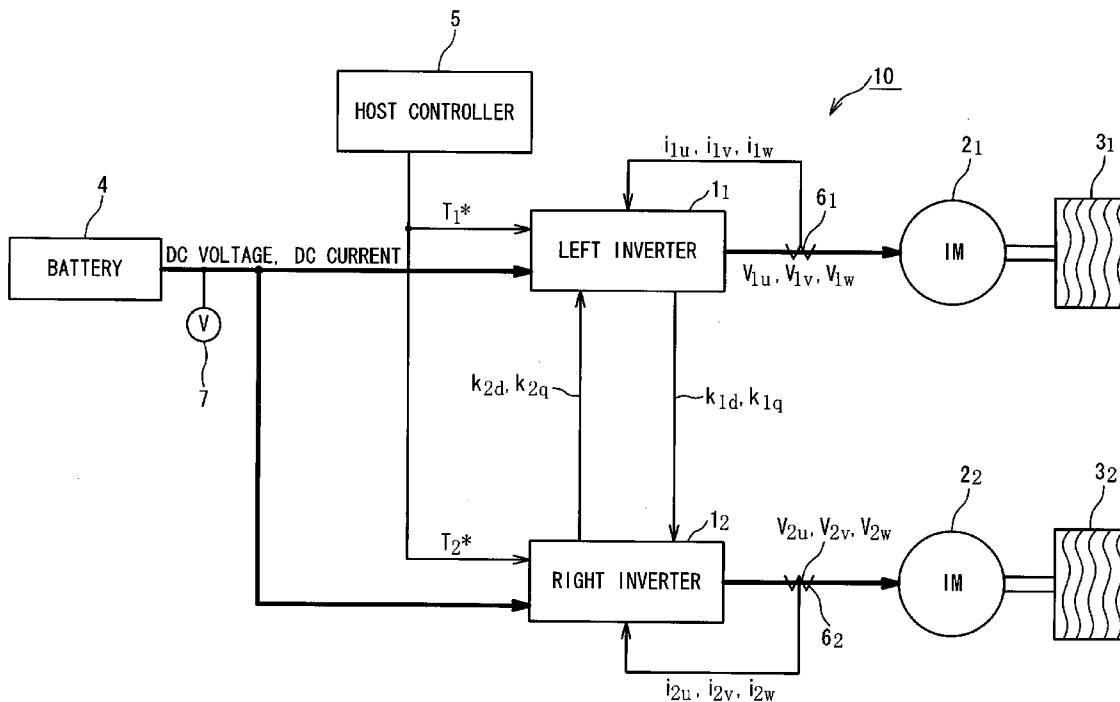 5
HOST CONTROLLER
10
4
BATTERY
DC VOLTAGE, DC CURRENT
V
7
T1*
i1u, i1v, i1w
11
LEFT INVERTER
61
V1u, V1v, V1w
21
IM
31
k2d, k2q
k1d, k1q
T2*
12
RIGHT INVERTER
V2u, V2v, V2w
62
i2u, i2v, i2w
22
IM
32